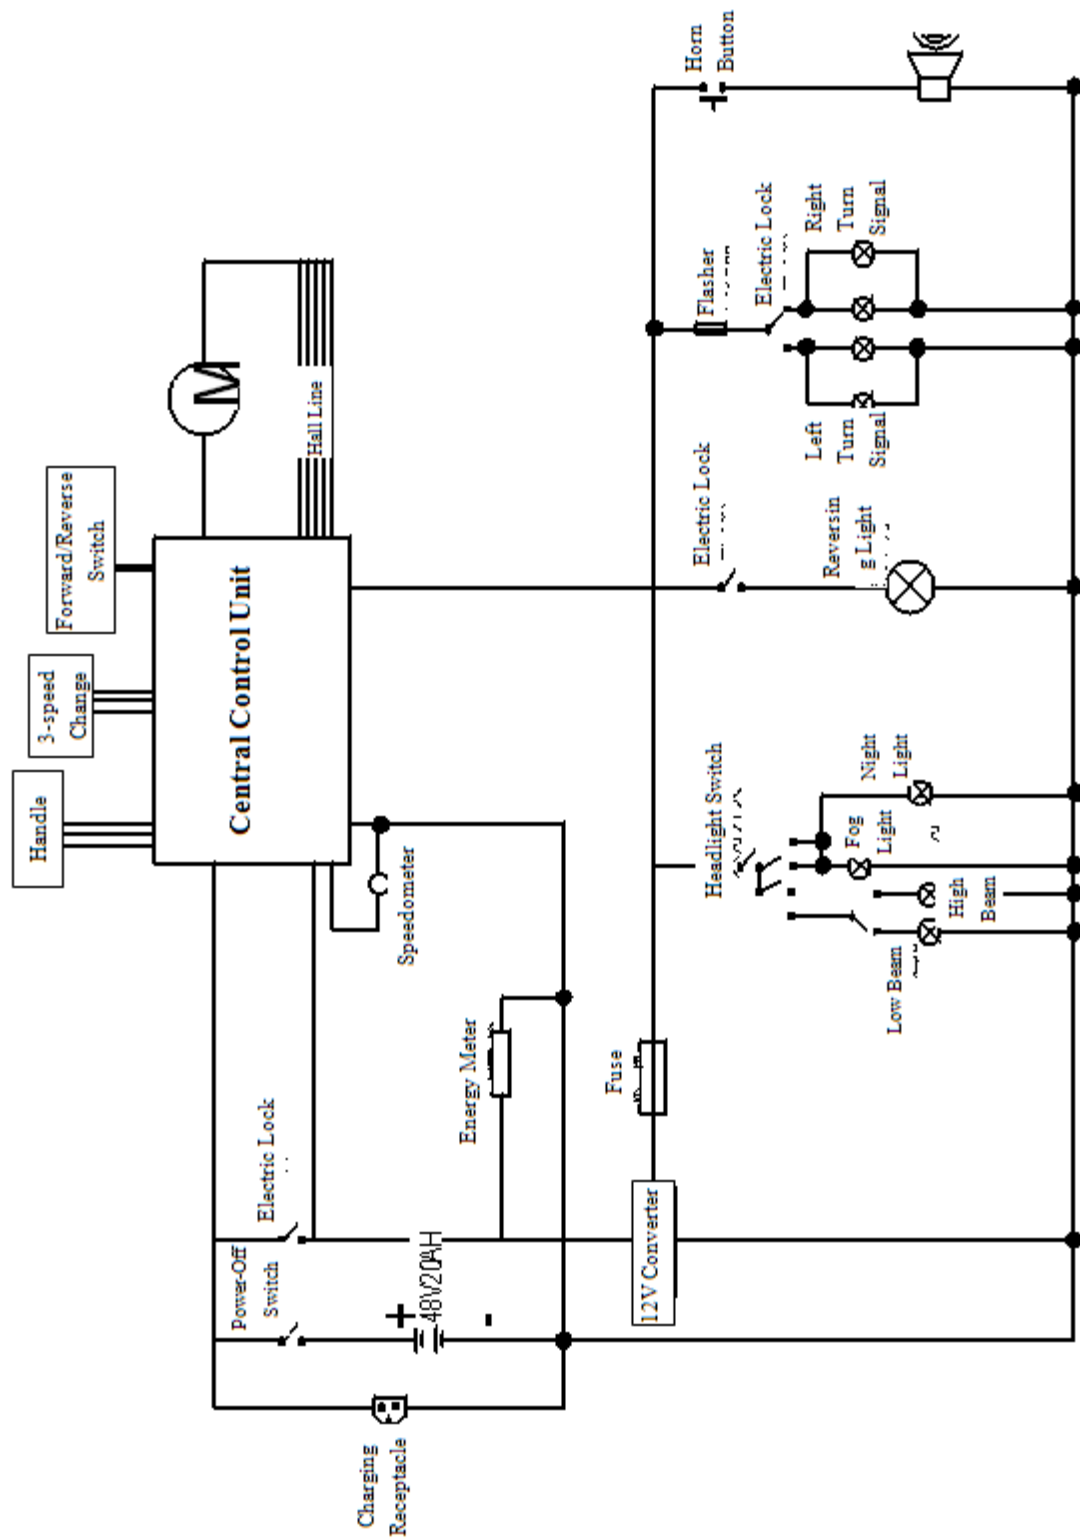 Handle
3-speed
Change
Forward/Reverse
Switch
Central Control Unit
M
Hall Line
Speedometer
Charging
Receptacle
Power-Off
Switch
Electric Lock
+
48V20AH
-
Energy Meter
12V Converter
Fuse
Headlight Switch
Low Beam
High
Beam
Fog
Light
Night
Light
Electric Lock
Reversin
g Light
Flasher
Electric Lock
Left
Turn
Signal
Right
Turn
Signal
Horn
Button